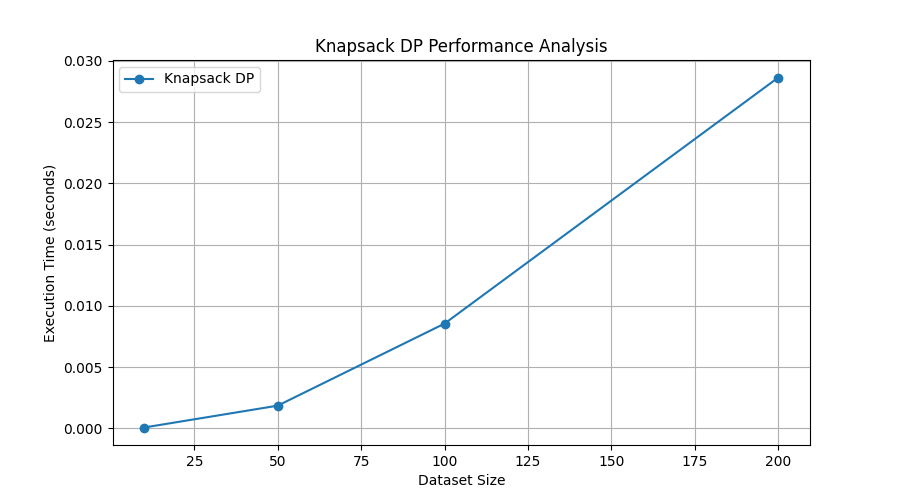 Knapsack DP Performance Analysis
Knapsack DP
0.030
0.025
0.020
0.015
0.010
0.005
0.000
Execution Time (seconds)
25 50 75 100 125 150 175 200
Dataset Size